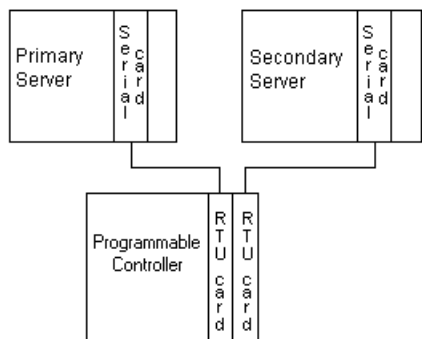 Primary
Server
Serial
card
Secondary
Server
Serial
card
Programmable
Controller
RTU card
RTU card